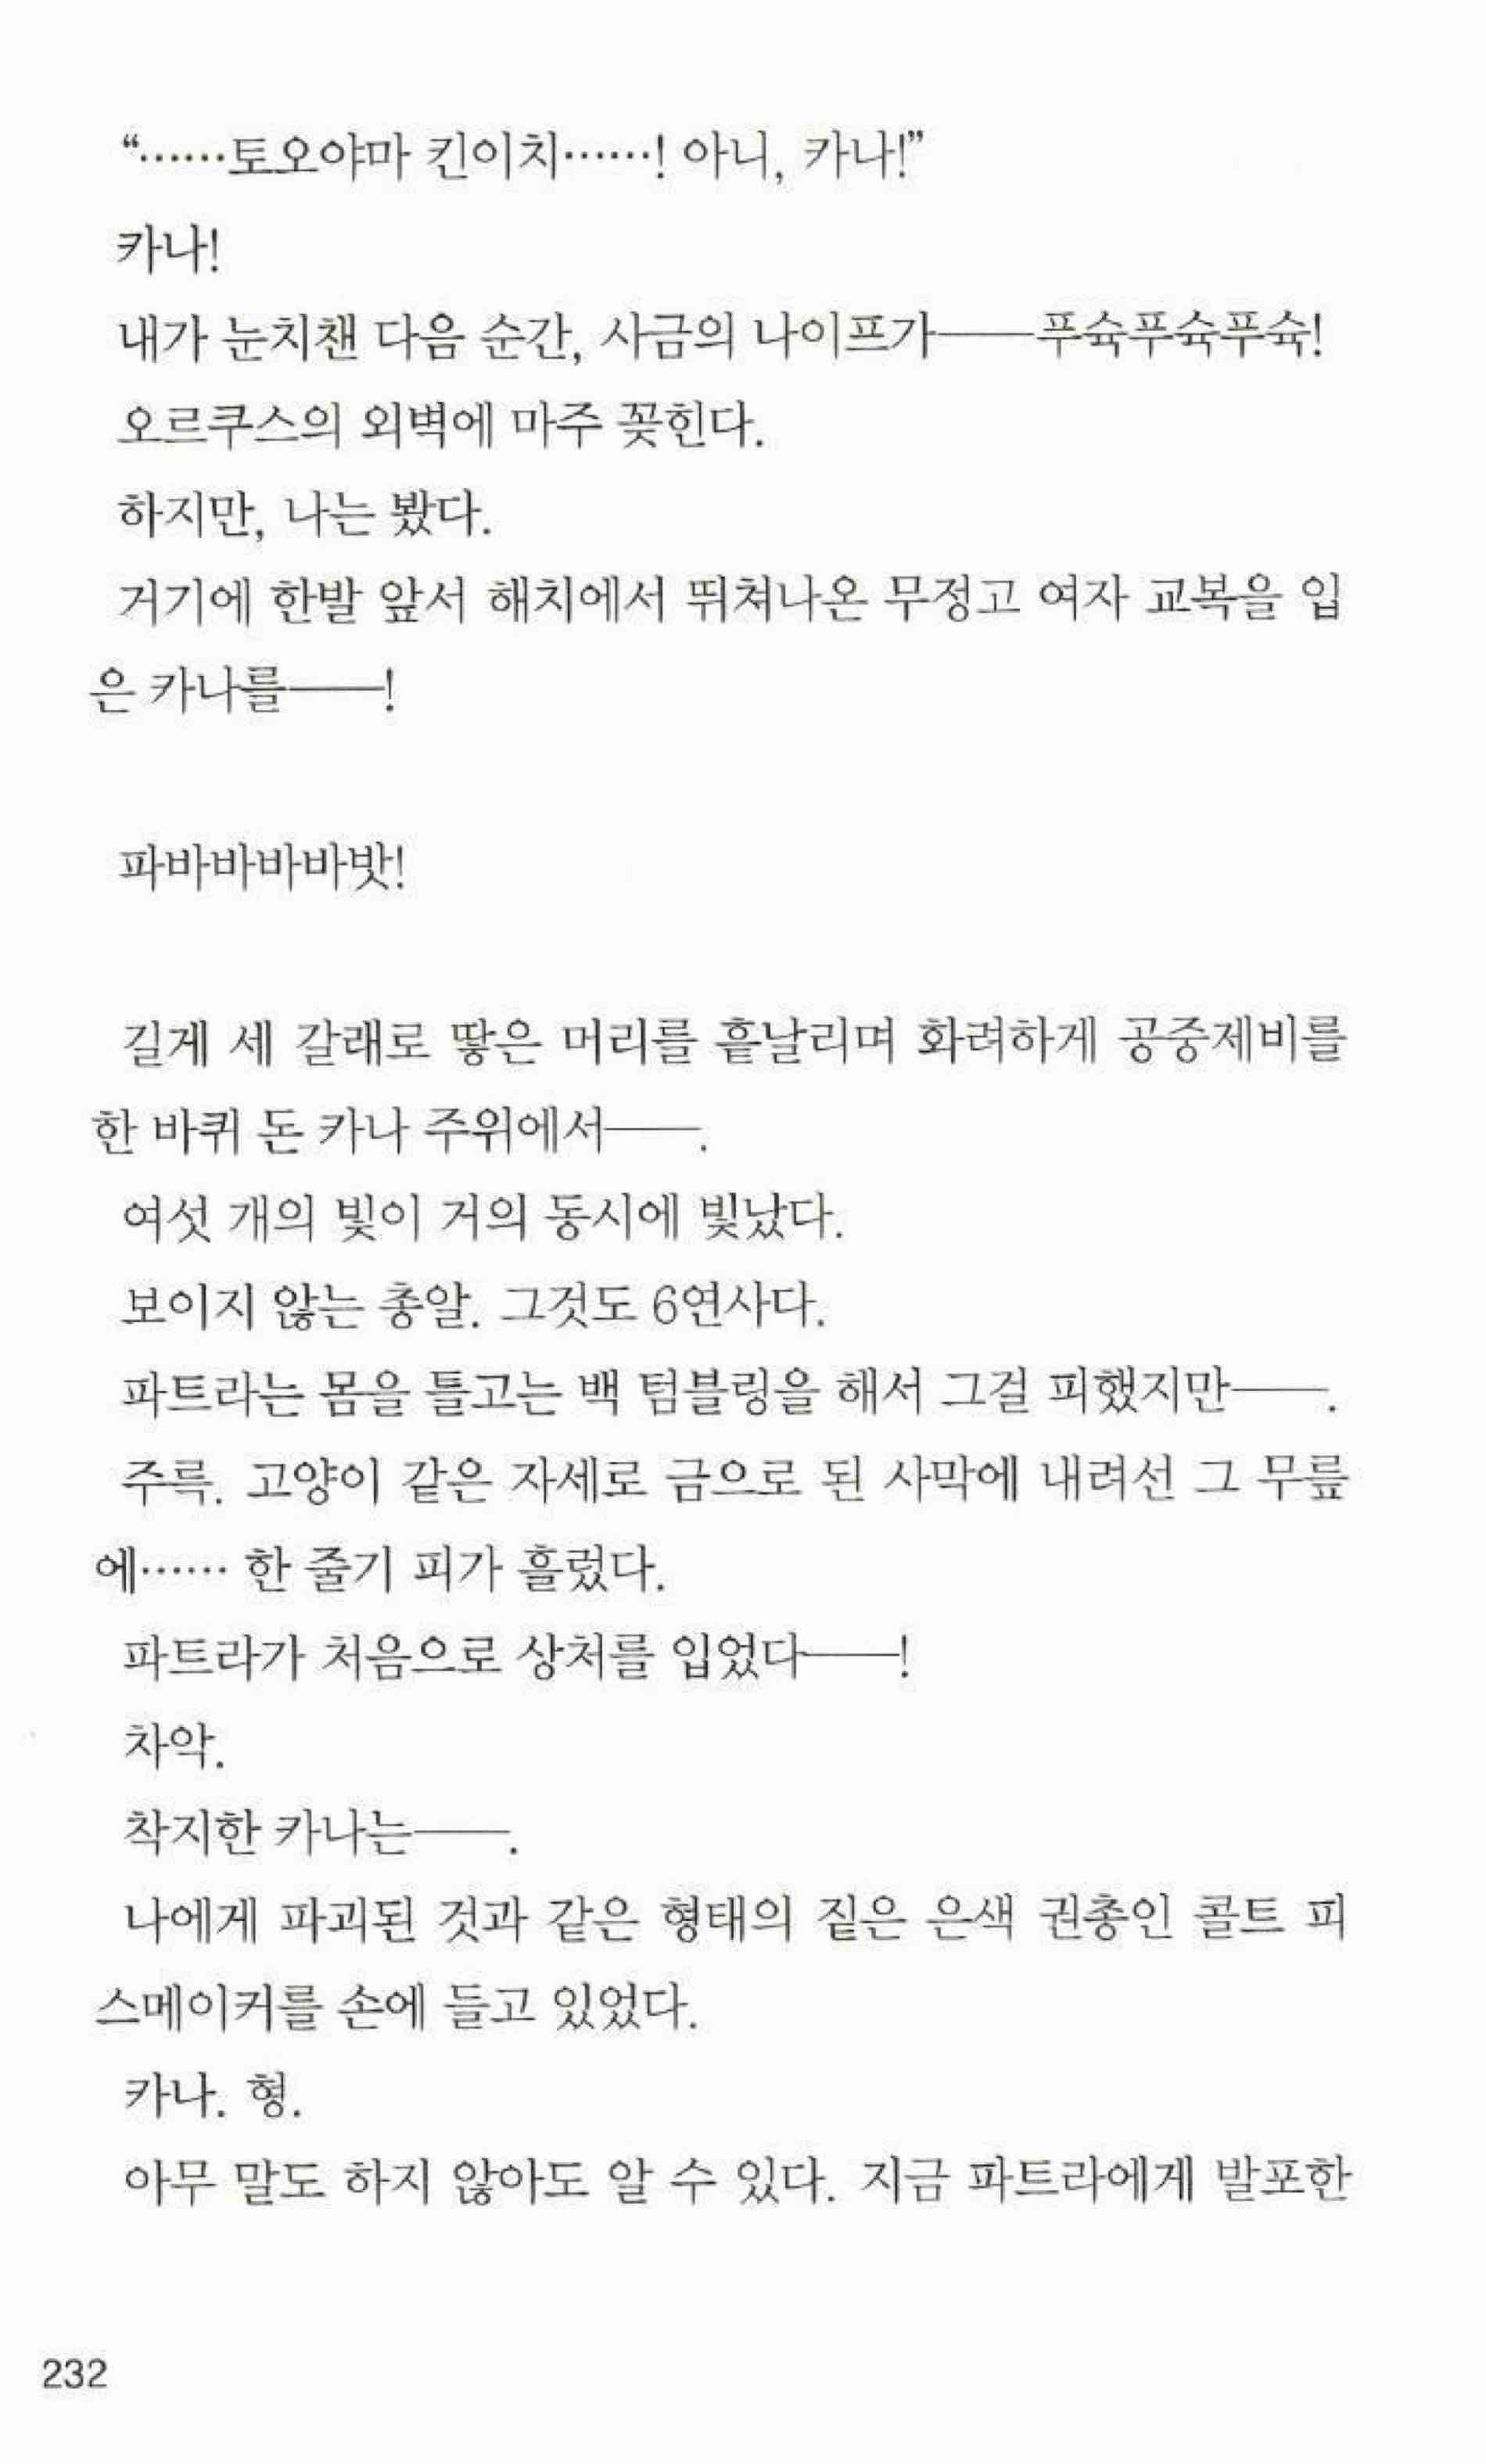 “……토오야마 킨이치……! 아니, 카나!”
카나!
내가 눈치챈 다음 순간, 사금의 나이프가――푸슉푸슉푸슉!
오르쿠스의 외벽에 마주 꽂힌다.
하지만, 나는 봤다.
거기에 한발 앞서 해치에서 뛰쳐나온 무정고 여자 교복을 입
은 카나를――!
파바바바바밧!
길게 세 갈래로 땋은 머리를 흩날리며 화려하게 공중제비를
한 바퀴 돈 카나 주위에서――.
여섯 개의 빛이 거의 동시에 빛났다.
보이지 않는 총알. 그것도 6연사다.
파트라는 몸을 틀고는 백 텀블링을 해서 그걸 피했지만――.
주륵. 고양이 같은 자세로 금으로 된 사막에 내려선 그 무릎
에…… 한 줄기 피가 흘렀다.
파트라가 처음으로 상처를 입었다――!
차악.
착지한 카나는――.
나에게 파괴된 것과 같은 형태의 짙은 은색 권총인 콜트 피
스메이커를 손에 들고 있었다.
카나. 형.
아무 말도 하지 않아도 알 수 있다. 지금 파트라에게 발포한
232